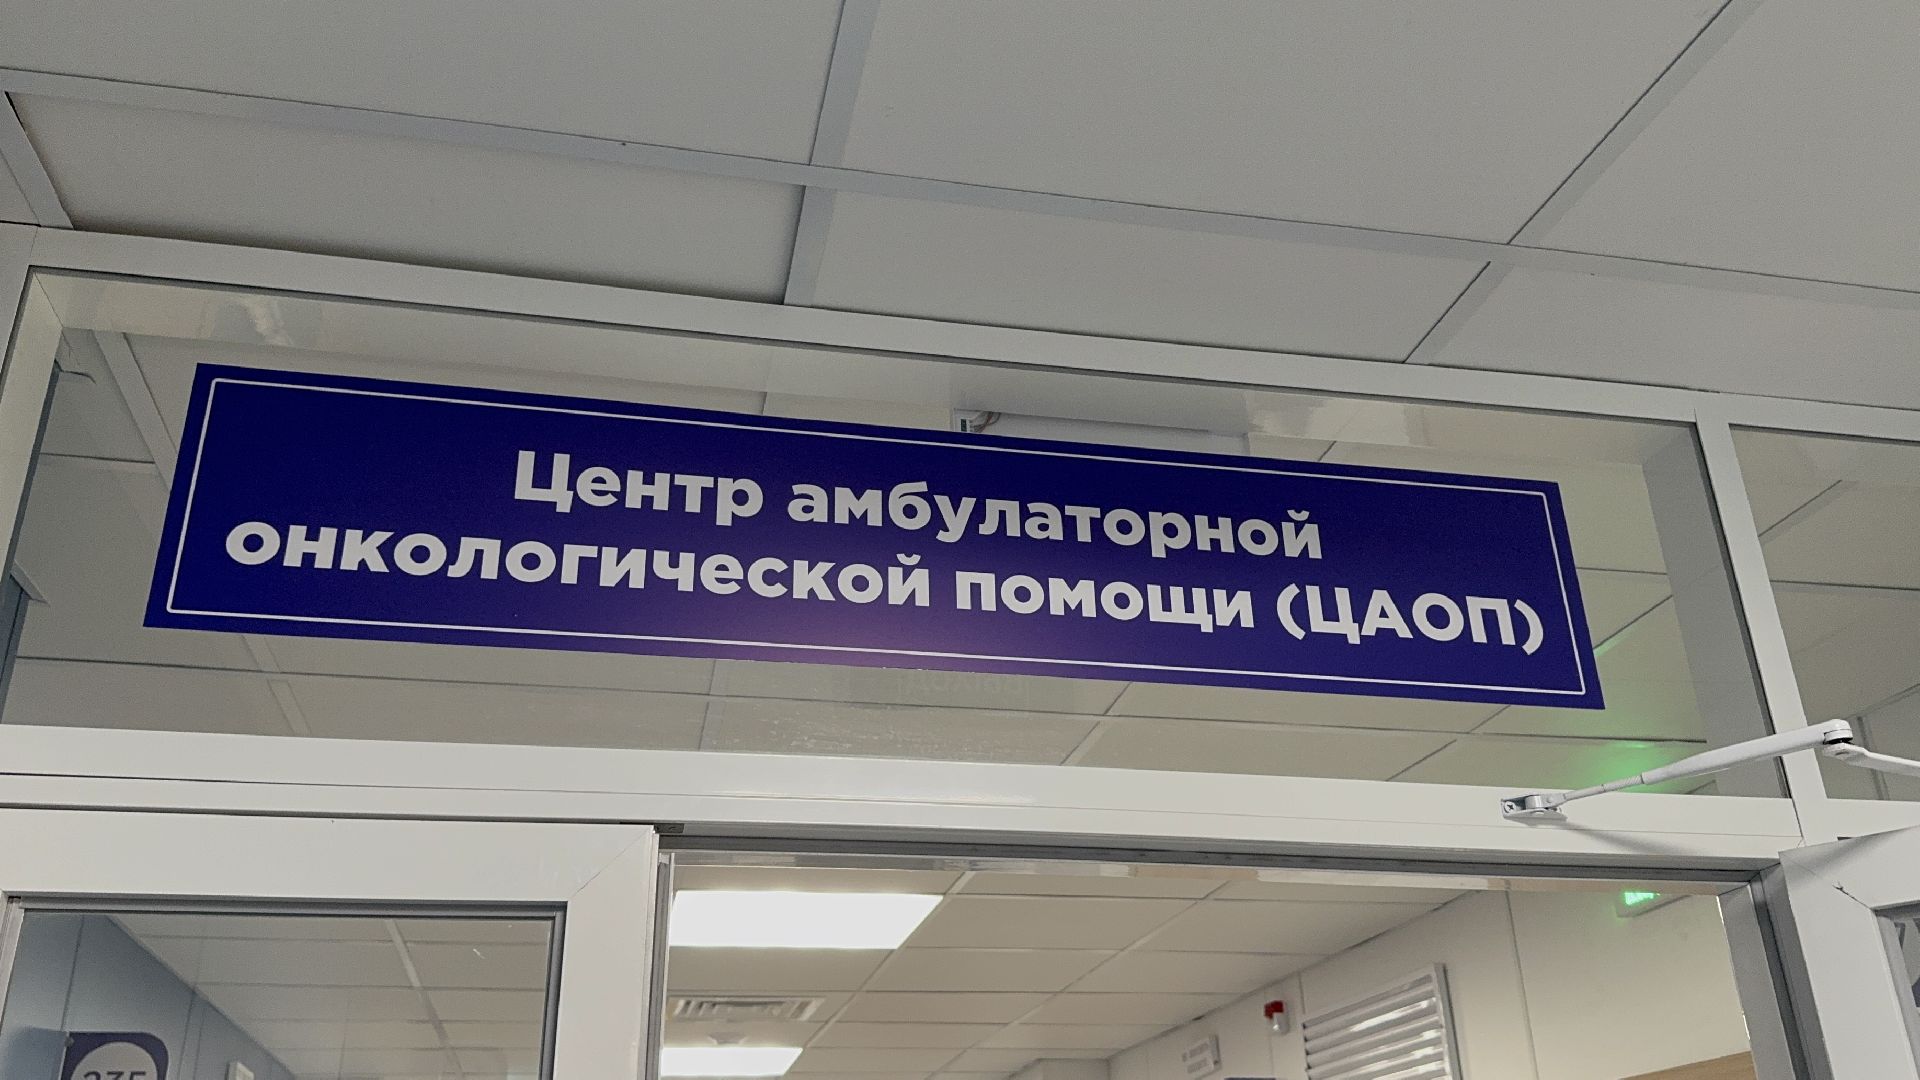 Центр амбулаторной
онкологической помощи (ЦАОП)